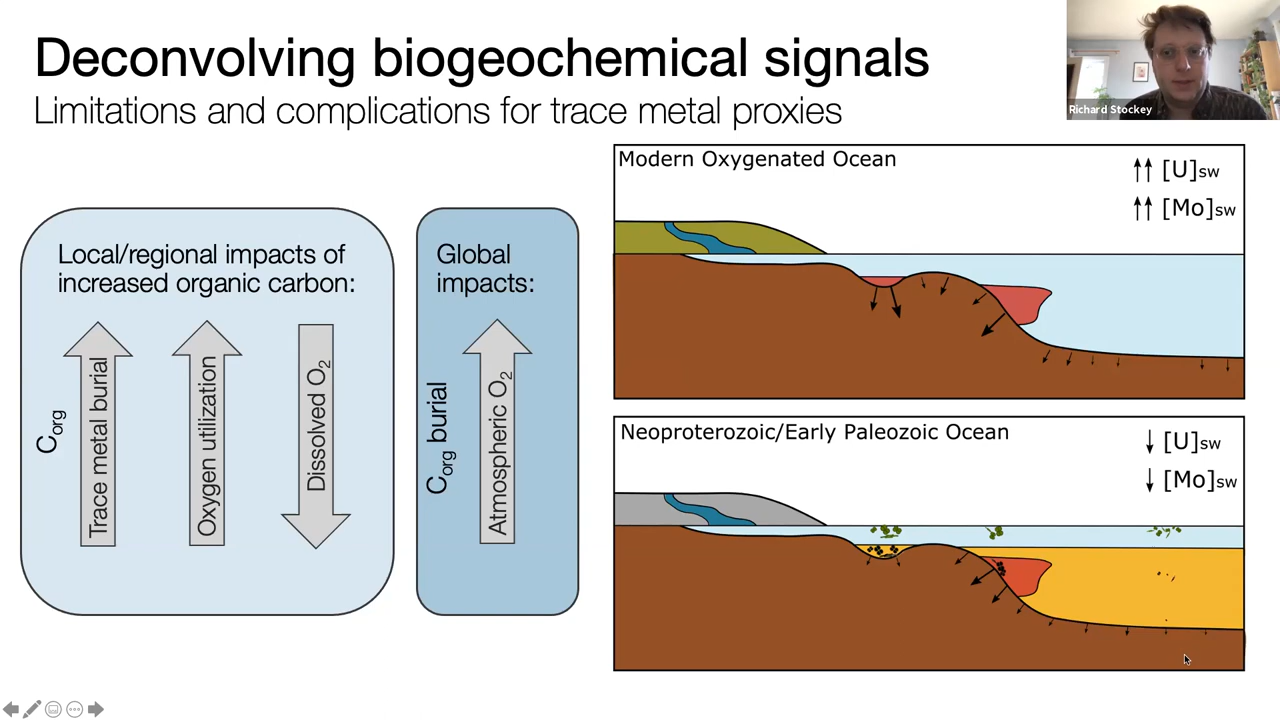 Deconvolving biogeochemical signals
Limitations and complications for trace metal proxies
Richard Stockey
Local/regional impacts of
increased organic carbon:
Corg
Trace metal burial
Oxygen utilization
Dissolved O2
Global
impacts:
Corg burial
Atmospheric O2
Modern Oxygenated Ocean
↑↑ [U]sw
↑↑ [Mo]sw
Neoproterozoic/Early Paleozoic Ocean
↓ [U]sw
↓ [Mo]sw